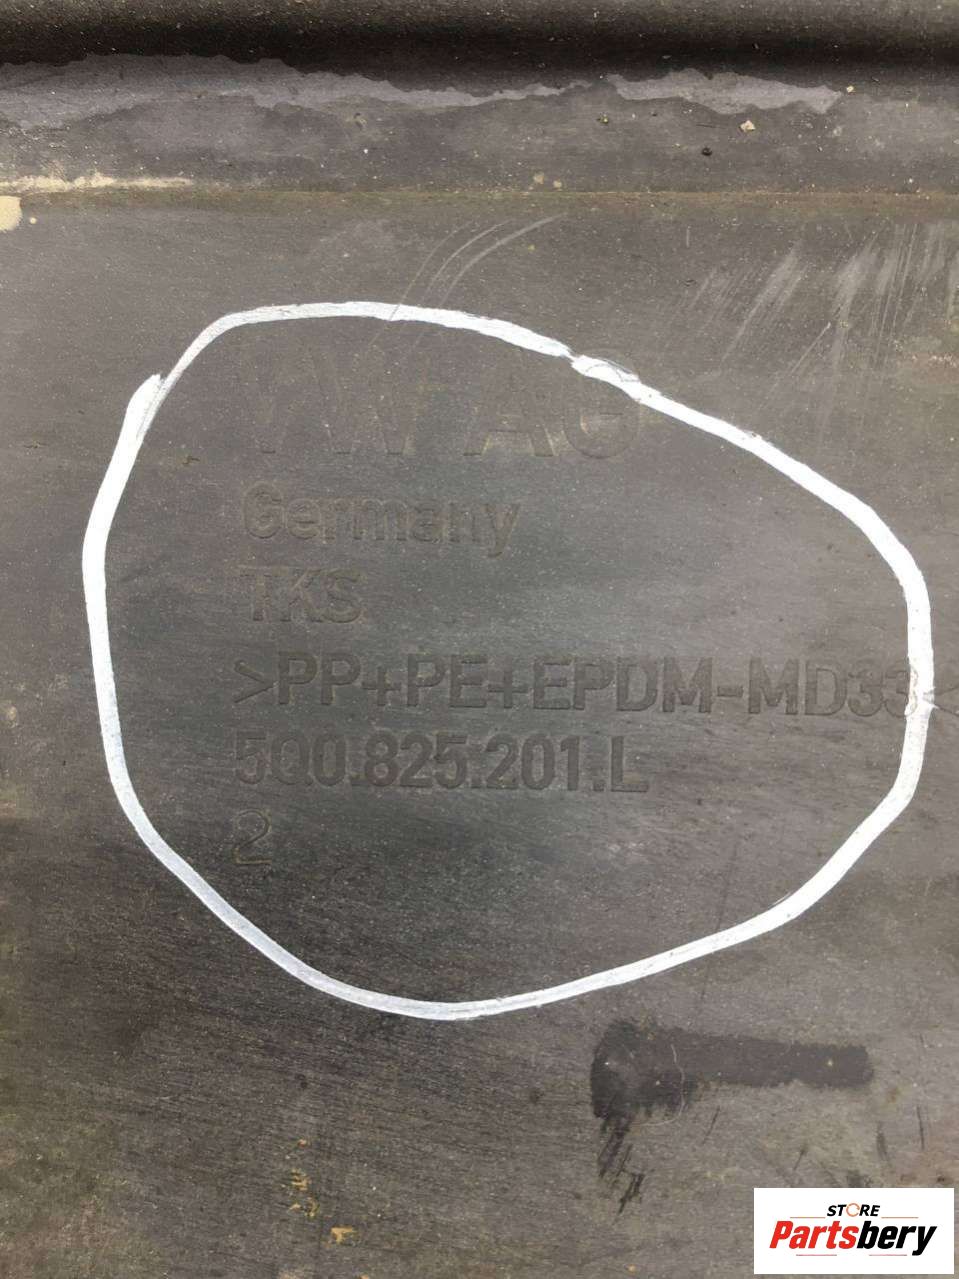 VW AG
Germany
TKS
>PP+PE+EPDM-MD33<
5Q0.825.201.L
2
STORE
Partsbery